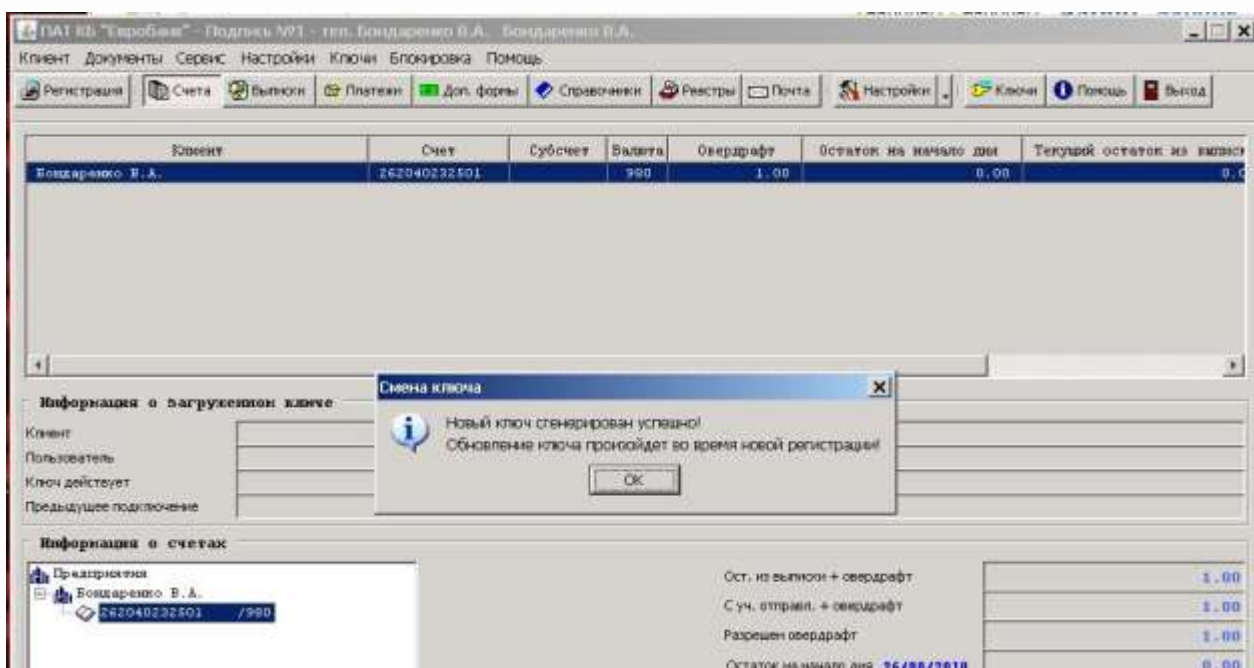 ПАТ КБ "ЕвроБанк" - Подпись №1 - тел. Бондаренко В.А. Бондаренко В.А.
Клиент Документы Сервис Настройки Ключи Блокировка Помощь
Регистрация Счета Выписки Платежи Доп. формы Справочники Реестры Почта Настройки Ключи Помощь Выход
Клиент Счет Субсчет Валюта Овердрафт Остаток на начало дня Текущий остаток из
Бондаренко В.А. 262040232501 980 1.00 0.00 0.0
Смена ключа
Информация о загруженном ключе
Новый ключ сгенерирован успешно!
Клиент
Обновление ключа произойдет во время новой регистрации!
Пользователь
OK
Ключ действует
Предыдущее подключение
Информация о счетах
Предприятия
Ост. из выписки + овердрафт 1.00
Бондаренко В.А.
262040232501 /980
С уч. отправл. + овердрафт 1.00
Разрешен овердрафт 1.00
Остаток на начало дня 26/08/2010 0.00